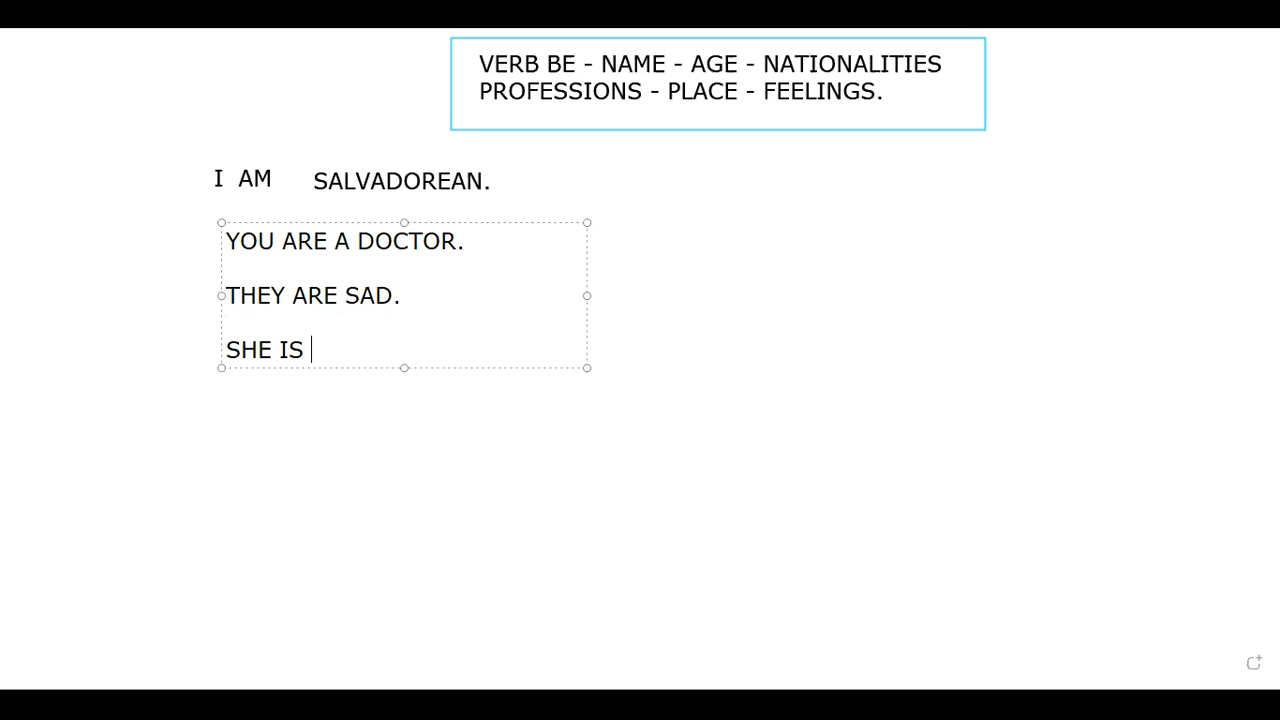 VERB BE - NAME - AGE - NATIONALITIES
PROFESSIONS - PLACE - FEELINGS.
I AM SALVADOREAN.
YOU ARE A DOCTOR.
THEY ARE SAD.
SHE IS